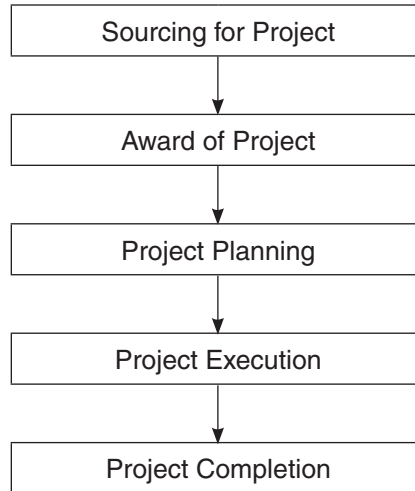 Sourcing for Project
Award of Project
Project Planning
Project Execution
Project Completion